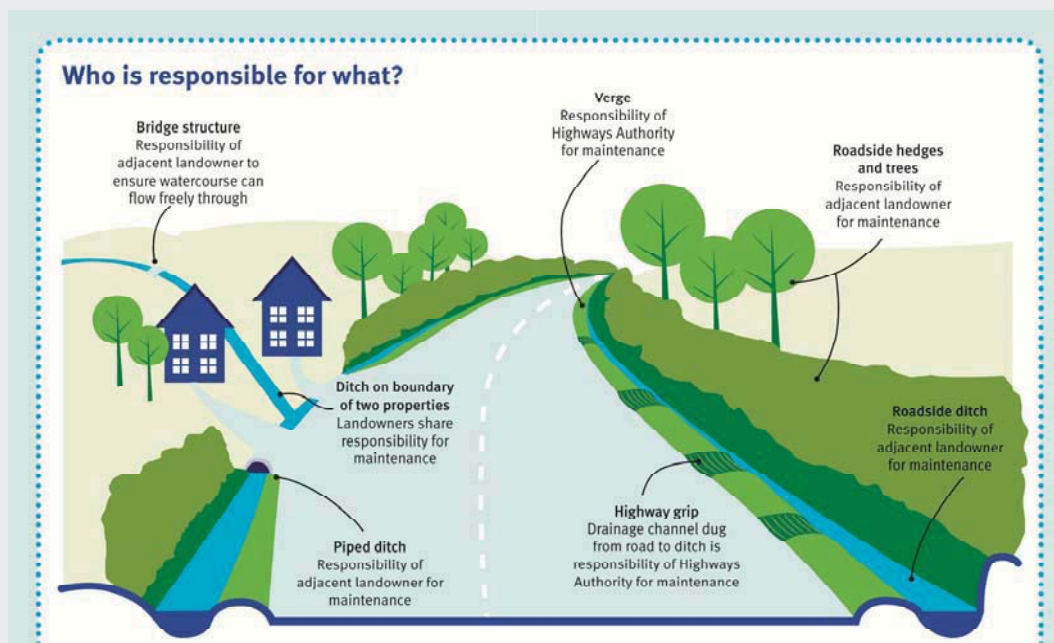 Who is responsible for what?
Bridge structure
Responsibility of
adjacent landowner to
ensure watercourse can
flow freely through
Verge
Responsibility of
Highways Authority
for maintenance
Roadside hedges
and trees
Responsibility of
adjacent landowner
for maintenance
Ditch on boundary
of two properties
Landowners share
responsibility for
maintenance
Roadside ditch
Responsibility of
adjacent landowner
for maintenance
Piped ditch
Responsibility of
adjacent landowner for
maintenance
Highway grip
Drainage channel dug
from road to ditch is
responsibility of Highways
Authority for maintenance